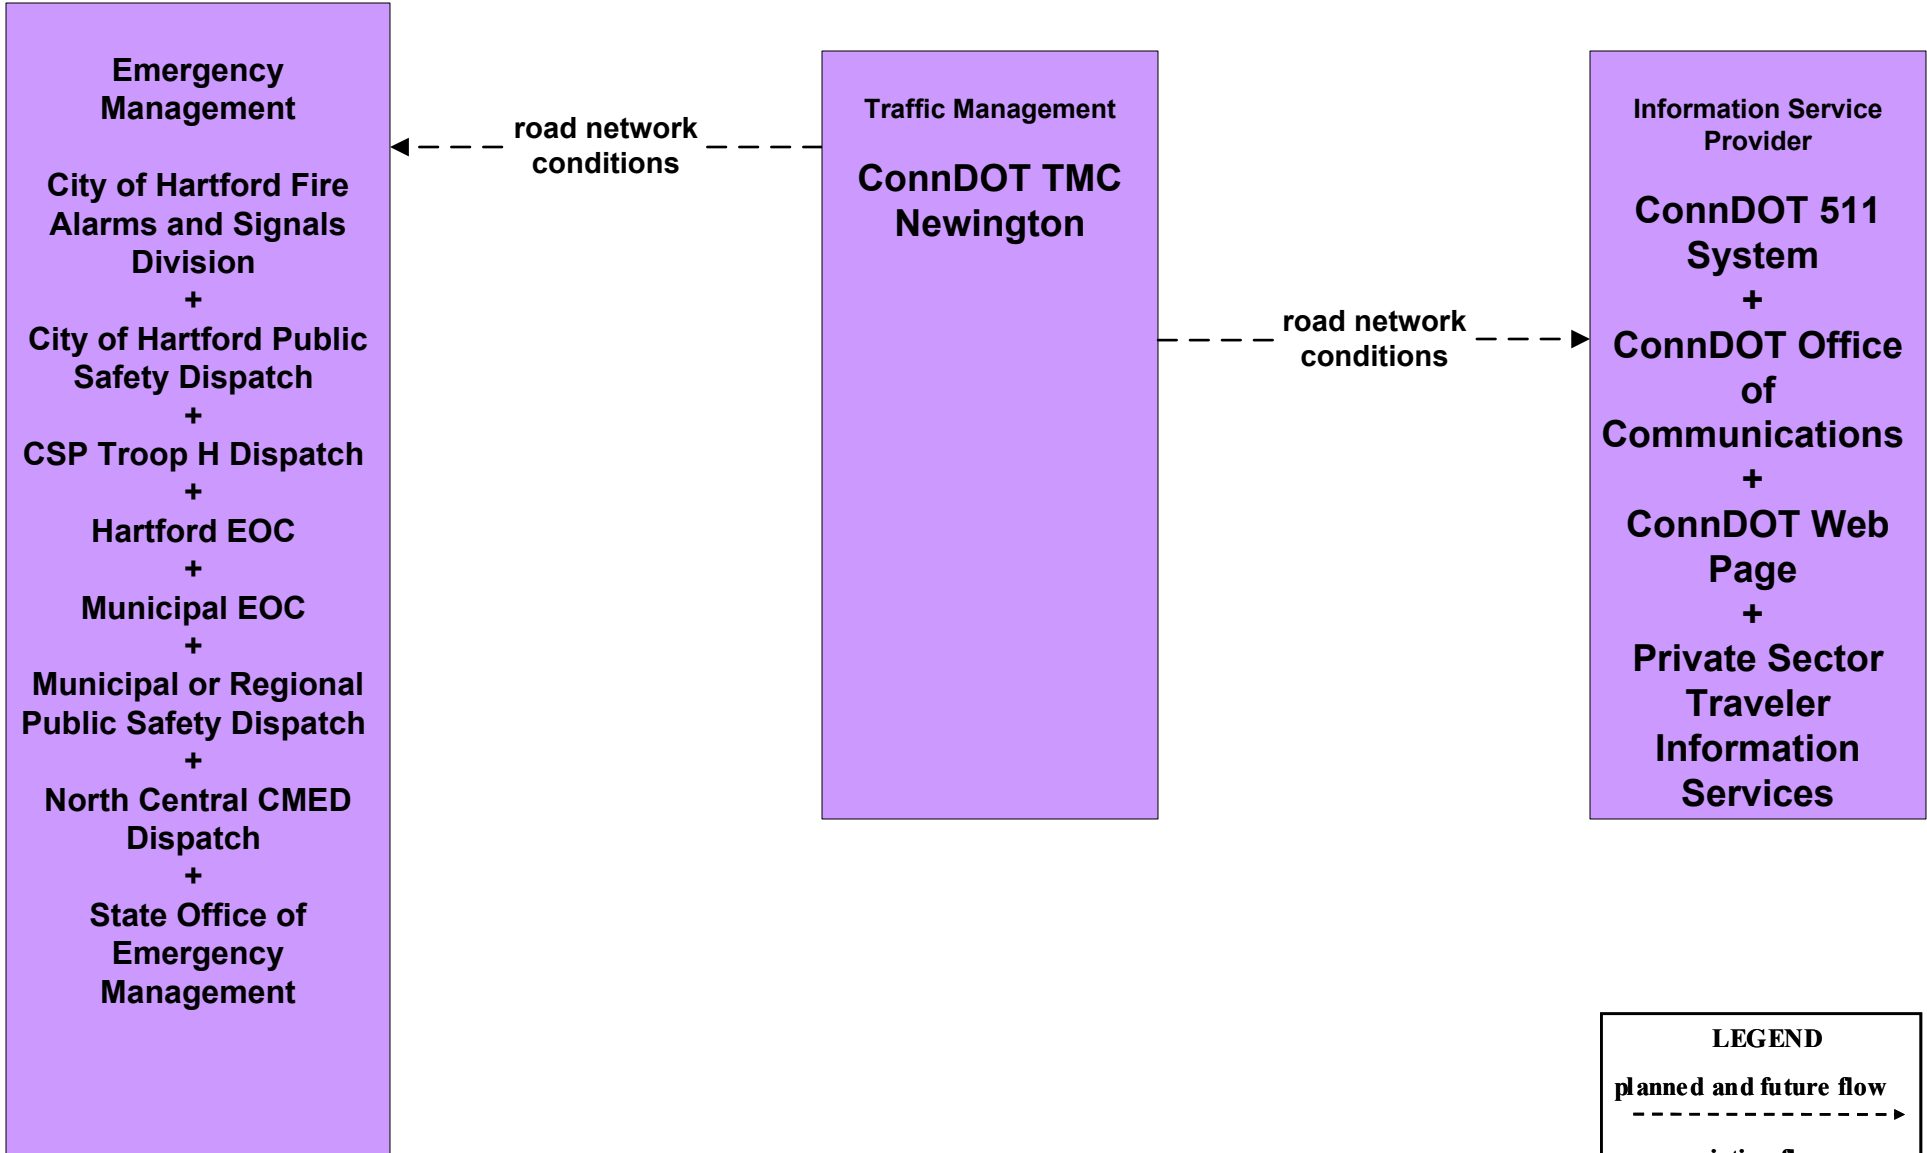 Emergency
Management
City of Hartford Fire
Alarms and Signals
Division
+
City of Hartford Public
Safety Dispatch
+
CSP Troop H Dispatch
+
Hartford EOC
+
Municipal EOC
+
Municipal or Regional
Public Safety Dispatch
+
North Central CMED
Dispatch
+
State Office of
Emergency
Management
road network
conditions
Traffic Management
ConnDOT TMC
Newington
road network
conditions
Information Service
Provider
ConnDOT 511
System
+
ConnDOT Office
of
Communications
+
ConnDOT Web
Page
+
Private Sector
Traveler
Information
Services
LEGEND
planned and future flow